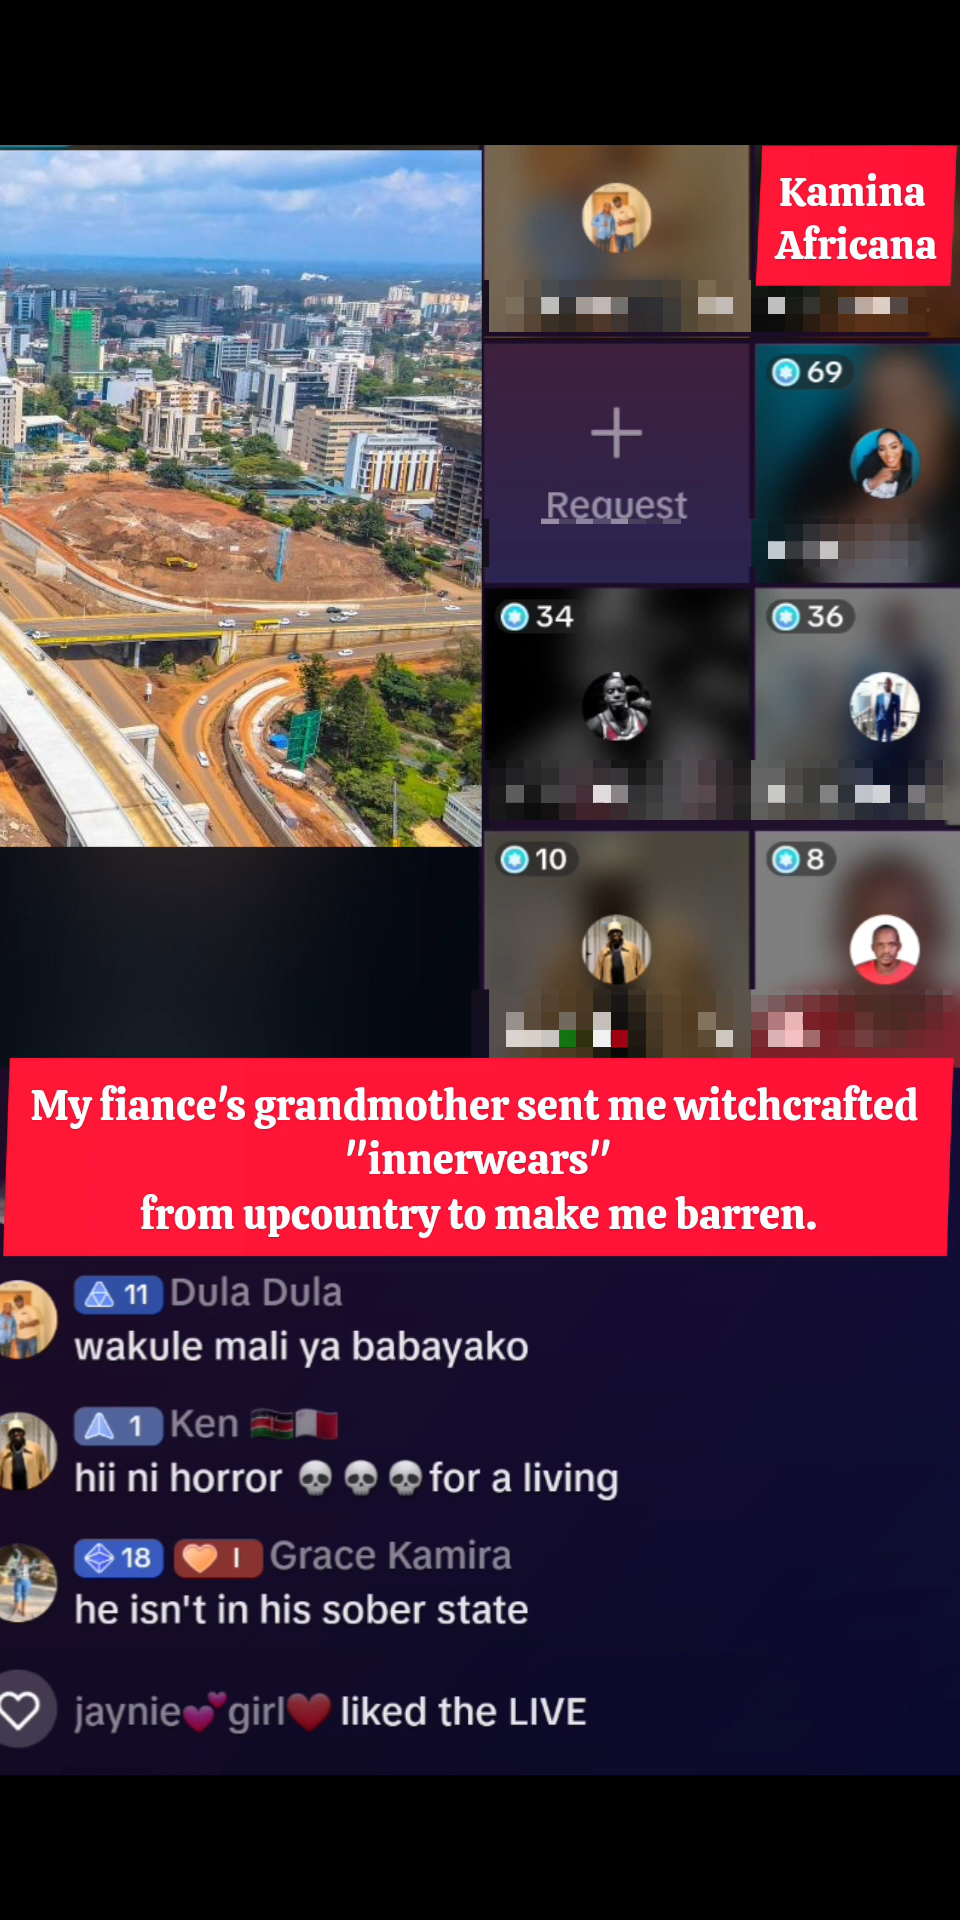 Kamina
Africana
69
Request
34
36
10
8
My fiance's grandmother sent me witchcrafted
"innerwears"
from upcountry to make me barren.
11 Dula Dula
wakule mali ya babayako
1 Ken 🇰🇪🇲🇹
hii ni horror 💀💀💀for a living
18 I Grace Kamira
he isn't in his sober state
jaynie💕girl❤️ liked the LIVE